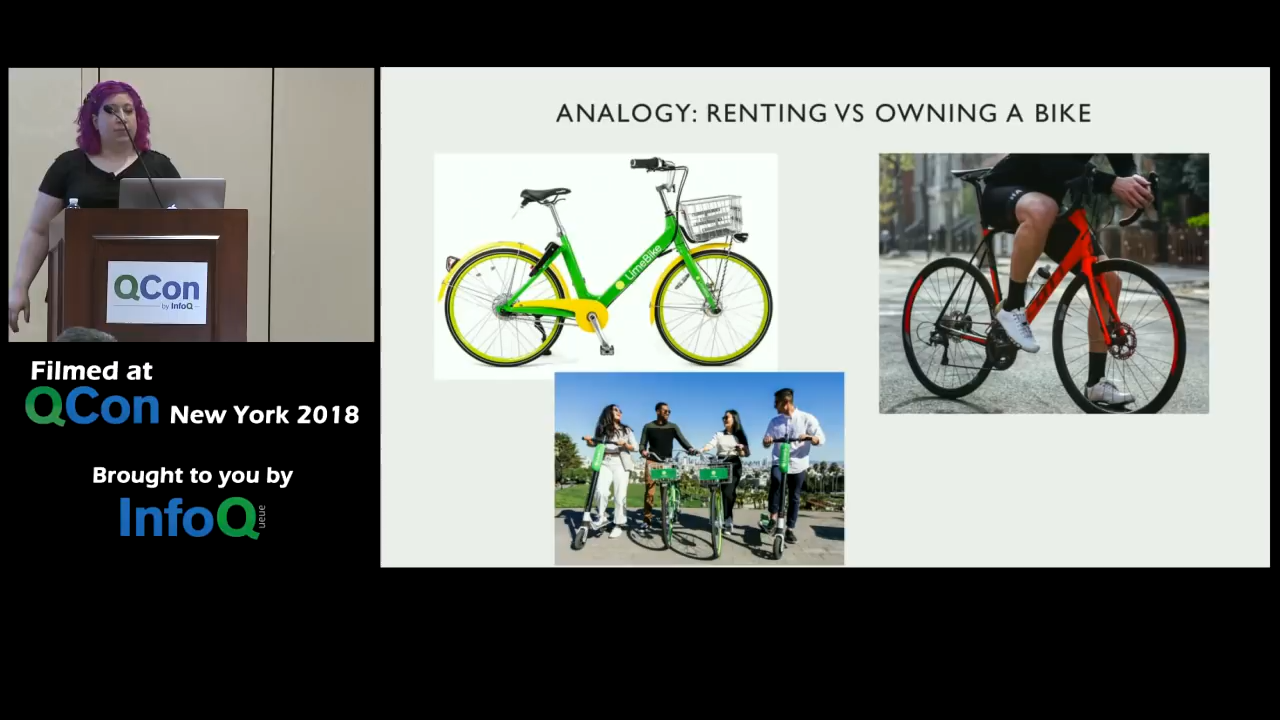 ANALOGY: RENTING VS OWNING A BIKE
LimeBike
QCon
by InfoQ
Filmed at
QCon New York 2018
Brought to you by
InfoQ
ueue